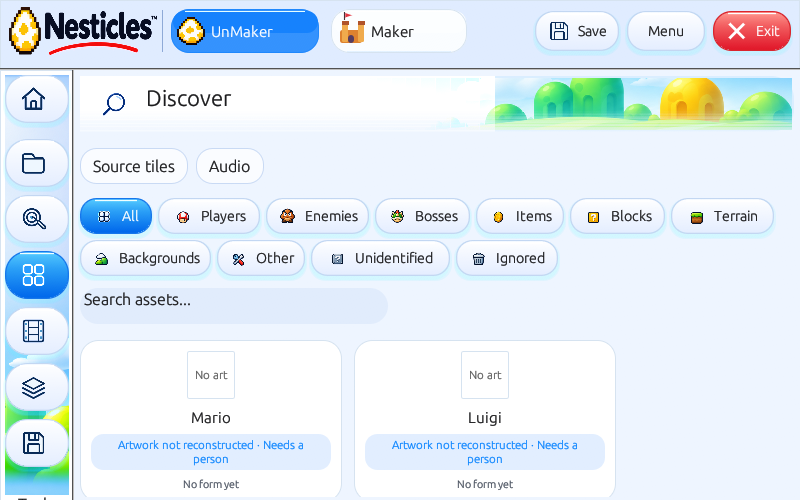 Nesticles™
UnMaker
Maker
Save
Menu
Exit
Discover
Source tiles
Audio
All
Players
Enemies
Bosses
Items
Blocks
Terrain
Backgrounds
Other
Unidentified
Ignored
Search assets...
No art
Mario
Artwork not reconstructed · Needs a
person
No form yet
No art
Luigi
Artwork not reconstructed · Needs a
person
No form yet